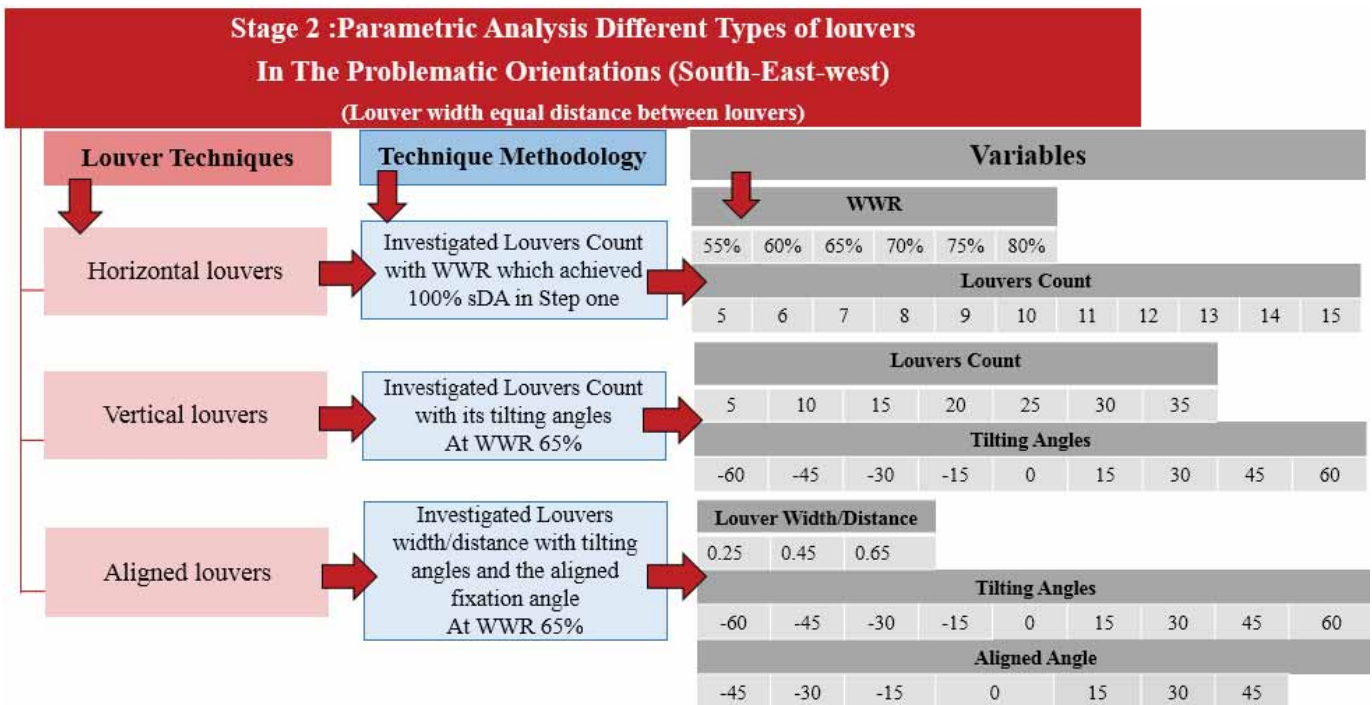 Stage 2 :Parametric Analysis Different Types of louvers
In The Problematic Orientations (South-East-west)
(Louver width equal distance between louvers)
Louver Techniques
Technique Methodology
Variables
Horizontal louvers
Investigated Louvers Count
with WWR which achieved
100% sDA in Step one
WWR
55% 60% 65% 70% 75% 80%
Louvers Count
5 6 7 8 9 10 11 12 13 14 15
Vertical louvers
Investigated Louvers Count
with its tilting angles
At WWR 65%
Louvers Count
5 10 15 20 25 30 35
Tilting Angles
-60 -45 -30 -15 0 15 30 45 60
Aligned louvers
Investigated Louvers
width/distance with tilting
angles and the aligned
fixation angle
At WWR 65%
Louver Width/Distance
0.25 0.45 0.65
Tilting Angles
-60 -45 -30 -15 0 15 30 45 60
Aligned Angle
-45 -30 -15 0 15 30 45